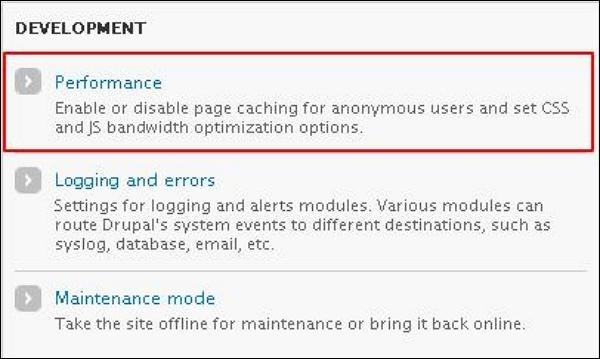 DEVELOPMENT
Performance
Enable or disable page caching for anonymous users and set CSS
and JS bandwidth optimization options.
Logging and errors
Settings for logging and alerts modules. Various modules can
route Drupal's system events to different destinations, such as
syslog, database, email, etc.
Maintenance mode
Take the site offline for maintenance or bring it back online.